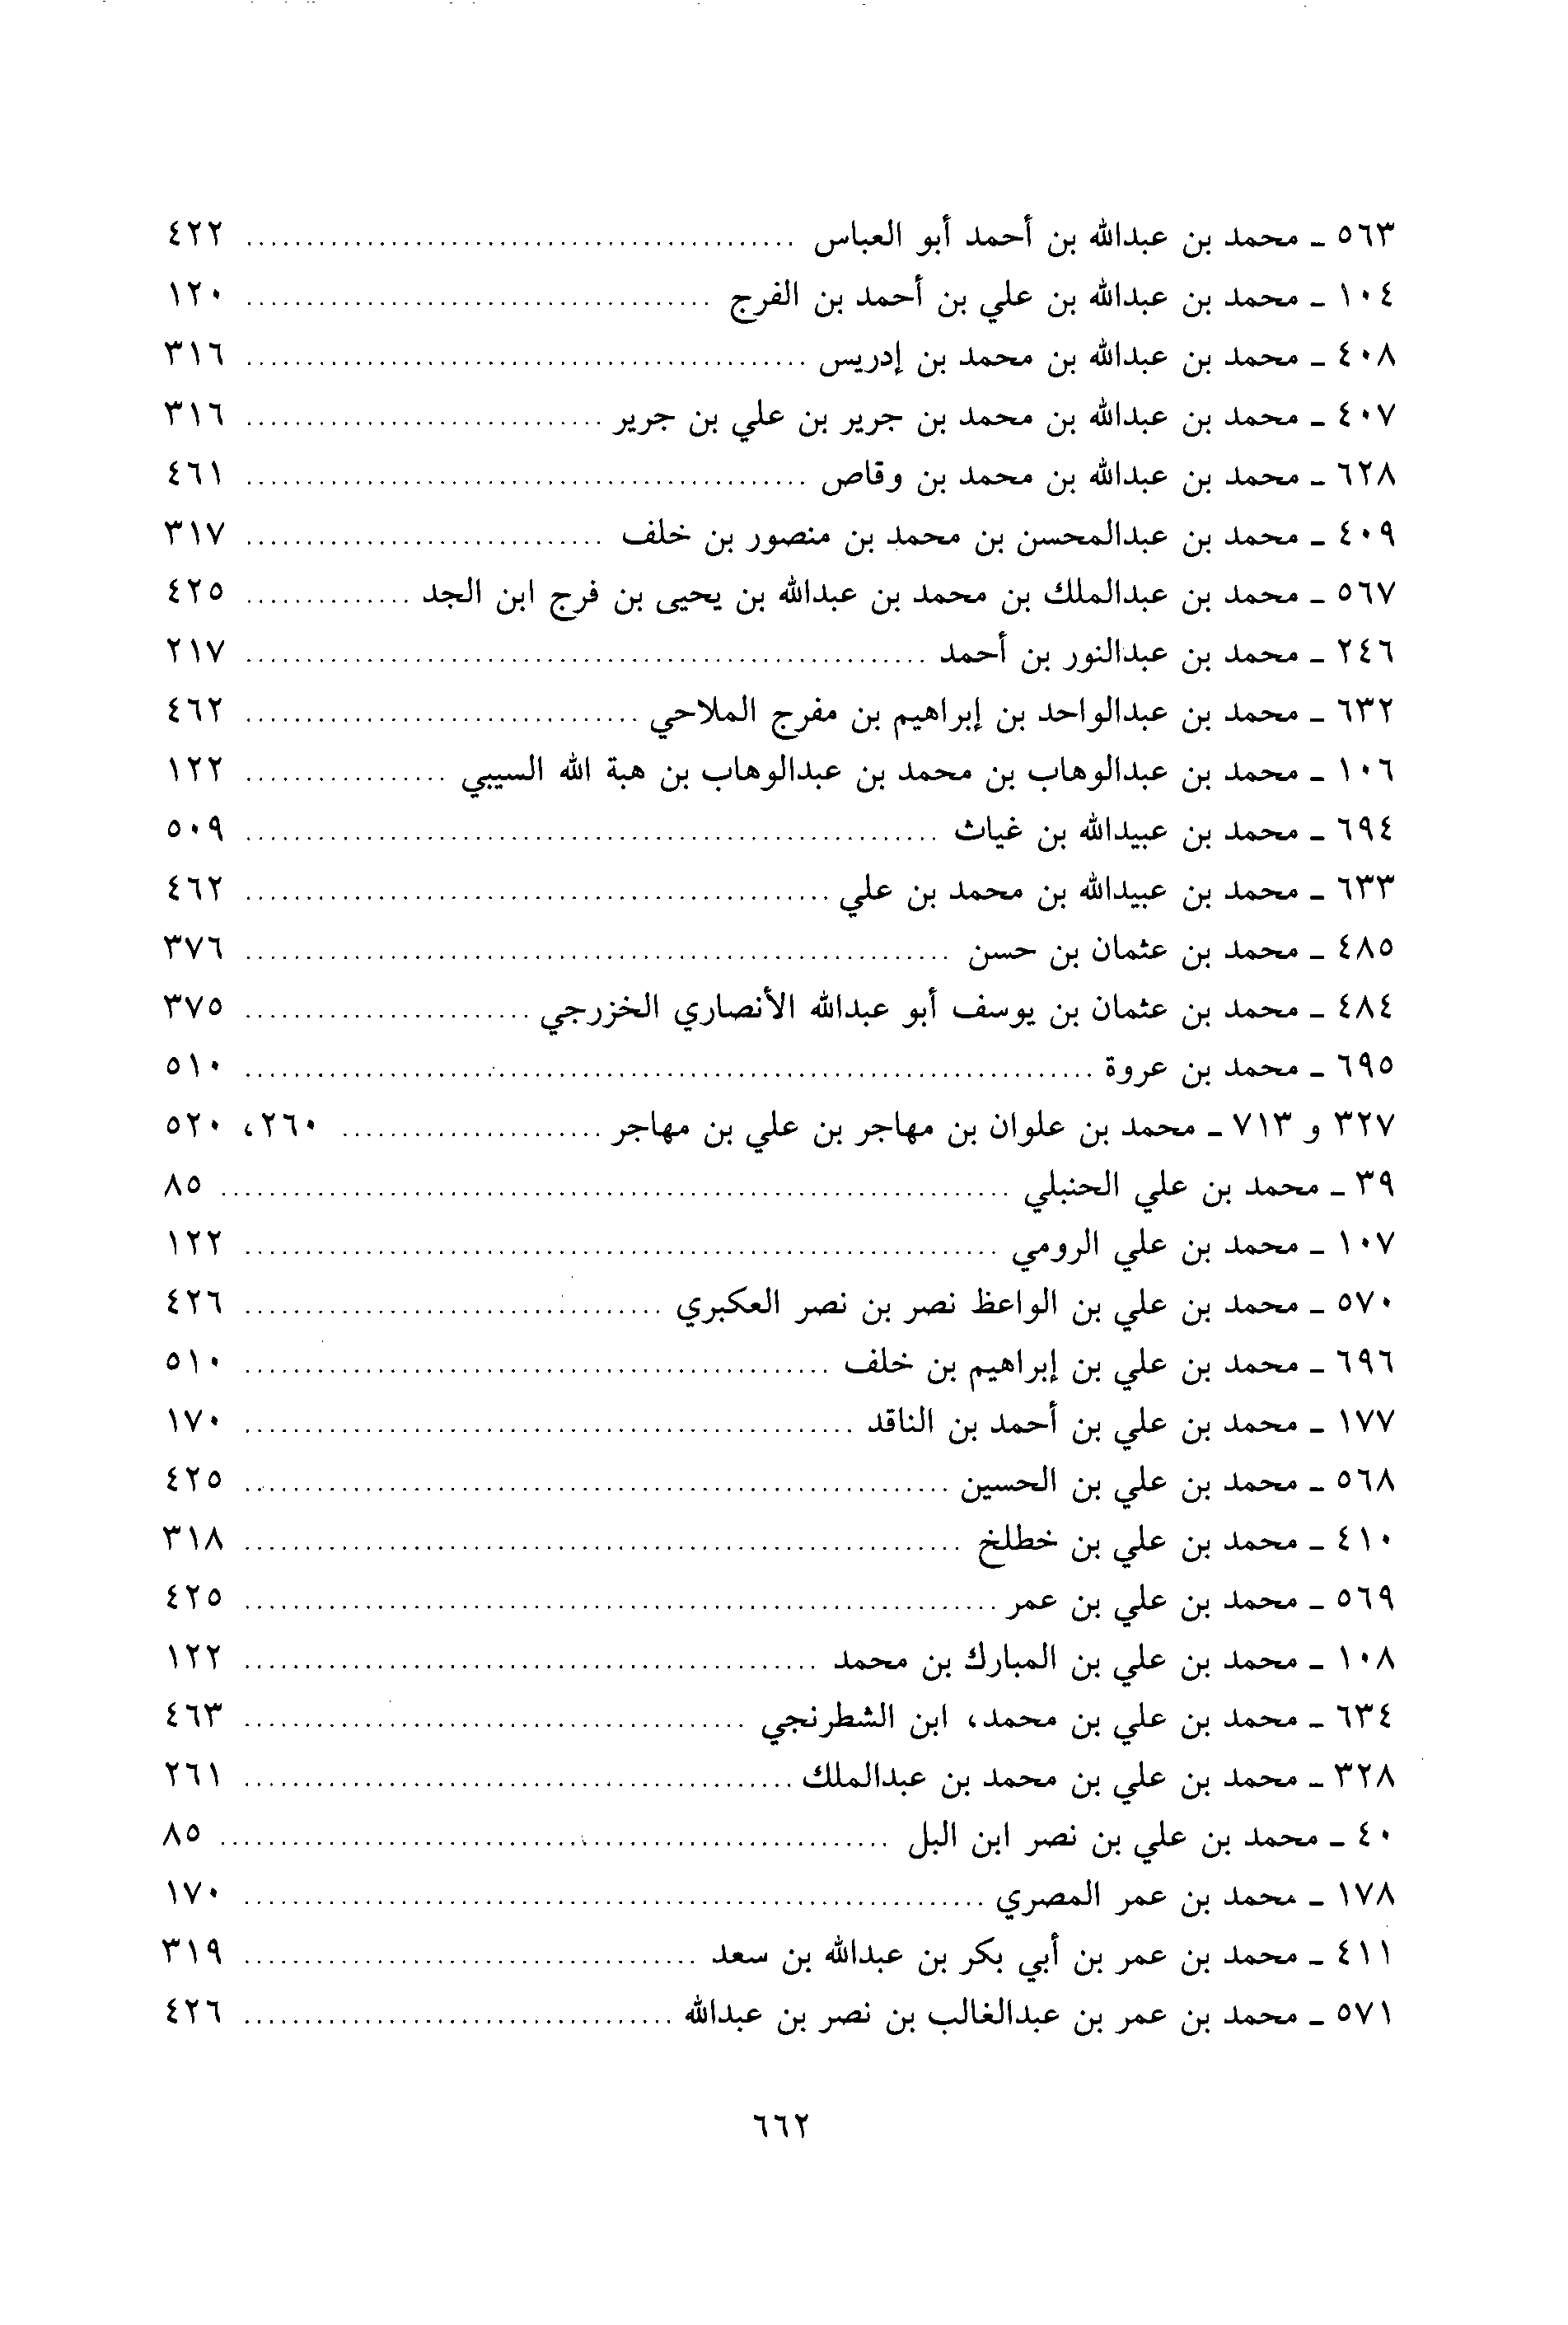 ٥٦٣ ـ محمد بن عبدالله بن أحمد أبو العباس ........ ٤٢٢
١٠٤ ـ محمد بن عبدالله بن علي بن أحمد بن الفرج ........ ١٢٠
٤٠٨ ـ محمد بن عبدالله بن محمد بن إدريس ........ ٣١٦
٤٠٧ ـ محمد بن عبدالله بن محمد بن جرير بن علي بن جرير ........ ٣١٦
٦٢٨ ـ محمد بن عبدالله بن محمد بن وقاص ........ ٤٦١
٤٠٩ ـ محمد بن عبدالمحسن بن محمد بن منصور بن خلف ........ ٣١٧
٥٦٧ ـ محمد بن عبدالملك بن محمد بن عبدالله بن يحيى بن فرج ابن الجد ........ ٤٢٥
٢٤٦ ـ محمد بن عبدالنور بن أحمد ........ ٢١٧
٦٣٢ ـ محمد بن عبدالواحد بن إبراهيم بن مفرج الملاحي ........ ٤٦٢
١٠٦ ـ محمد بن عبدالوهاب بن محمد بن عبدالوهاب بن هبة الله السيبي ........ ١٢٢
٦٩٤ ـ محمد بن عبيدالله بن غياث ........ ٥٠٩
٦٣٣ ـ محمد بن عبيدالله بن محمد بن علي ........ ٤٦٢
٤٨٥ ـ محمد بن عثمان بن حسن ........ ٣٧٦
٤٨٤ ـ محمد بن عثمان بن يوسف أبو عبدالله الأنصاري الخزرجي ........ ٣٧٥
٦٩٥ ـ محمد بن عروة ........ ٥١٠
٣٢٧ و ٧١٣ ـ محمد بن علوان بن مهاجر بن علي بن مهاجر ........ ٢٦٠، ٥٢٠
٣٩ ـ محمد بن علي الحنبلي ........ ٨٥
١٠٧ ـ محمد بن علي الرومي ........ ١٢٢
٥٧٠ ـ محمد بن علي بن الواعظ نصر بن نصر العكبري ........ ٤٢٦
٦٩٦ ـ محمد بن علي بن إبراهيم بن خلف ........ ٥١٠
١٧٧ ـ محمد بن علي بن أحمد بن الناقد ........ ١٧٠
٥٦٨ ـ محمد بن علي بن الحسين ........ ٤٢٥
٤١٠ ـ محمد بن علي بن خطلخ ........ ٣١٨
٥٦٩ ـ محمد بن علي بن عمر ........ ٤٢٥
١٠٨ ـ محمد بن علي بن المبارك بن محمد ........ ١٢٢
٦٣٤ ـ محمد بن علي بن محمد، ابن الشطرنجي ........ ٤٦٣
٣٢٨ ـ محمد بن علي بن محمد بن عبدالملك ........ ٢٦١
٤٠ ـ محمد بن علي بن نصر ابن البل ........ ٨٥
١٧٨ ـ محمد بن عمر المصري ........ ١٧٠
٤١١ ـ محمد بن عمر بن أبي بكر بن عبدالله بن سعد ........ ٣١٩
٥٧١ ـ محمد بن عمر بن عبدالغالب بن نصر بن عبدالله ........ ٤٢٦
٦٦٢